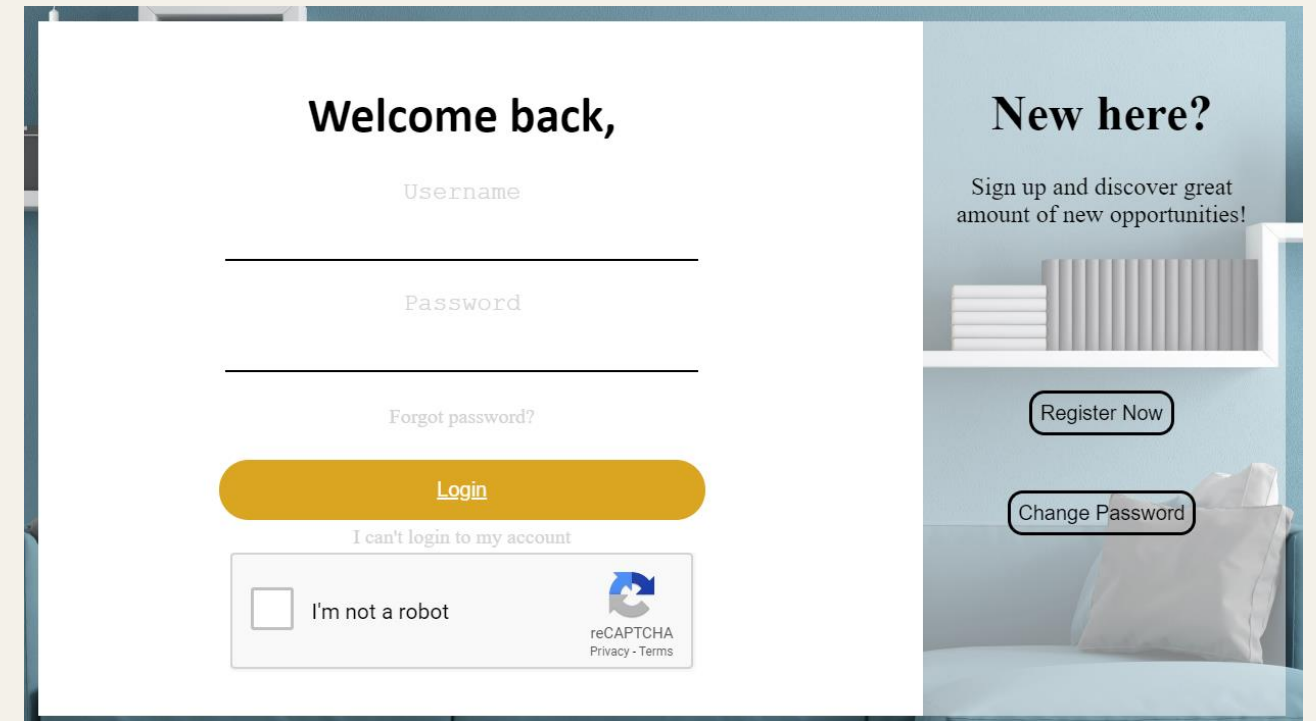 Welcome back,
Username
Password
Forgot password?
Login
I can't login to my account
I'm not a robot
reCAPTCHA
Privacy - Terms
New here?
Sign up and discover great
amount of new opportunities!
Register Now
Change Password